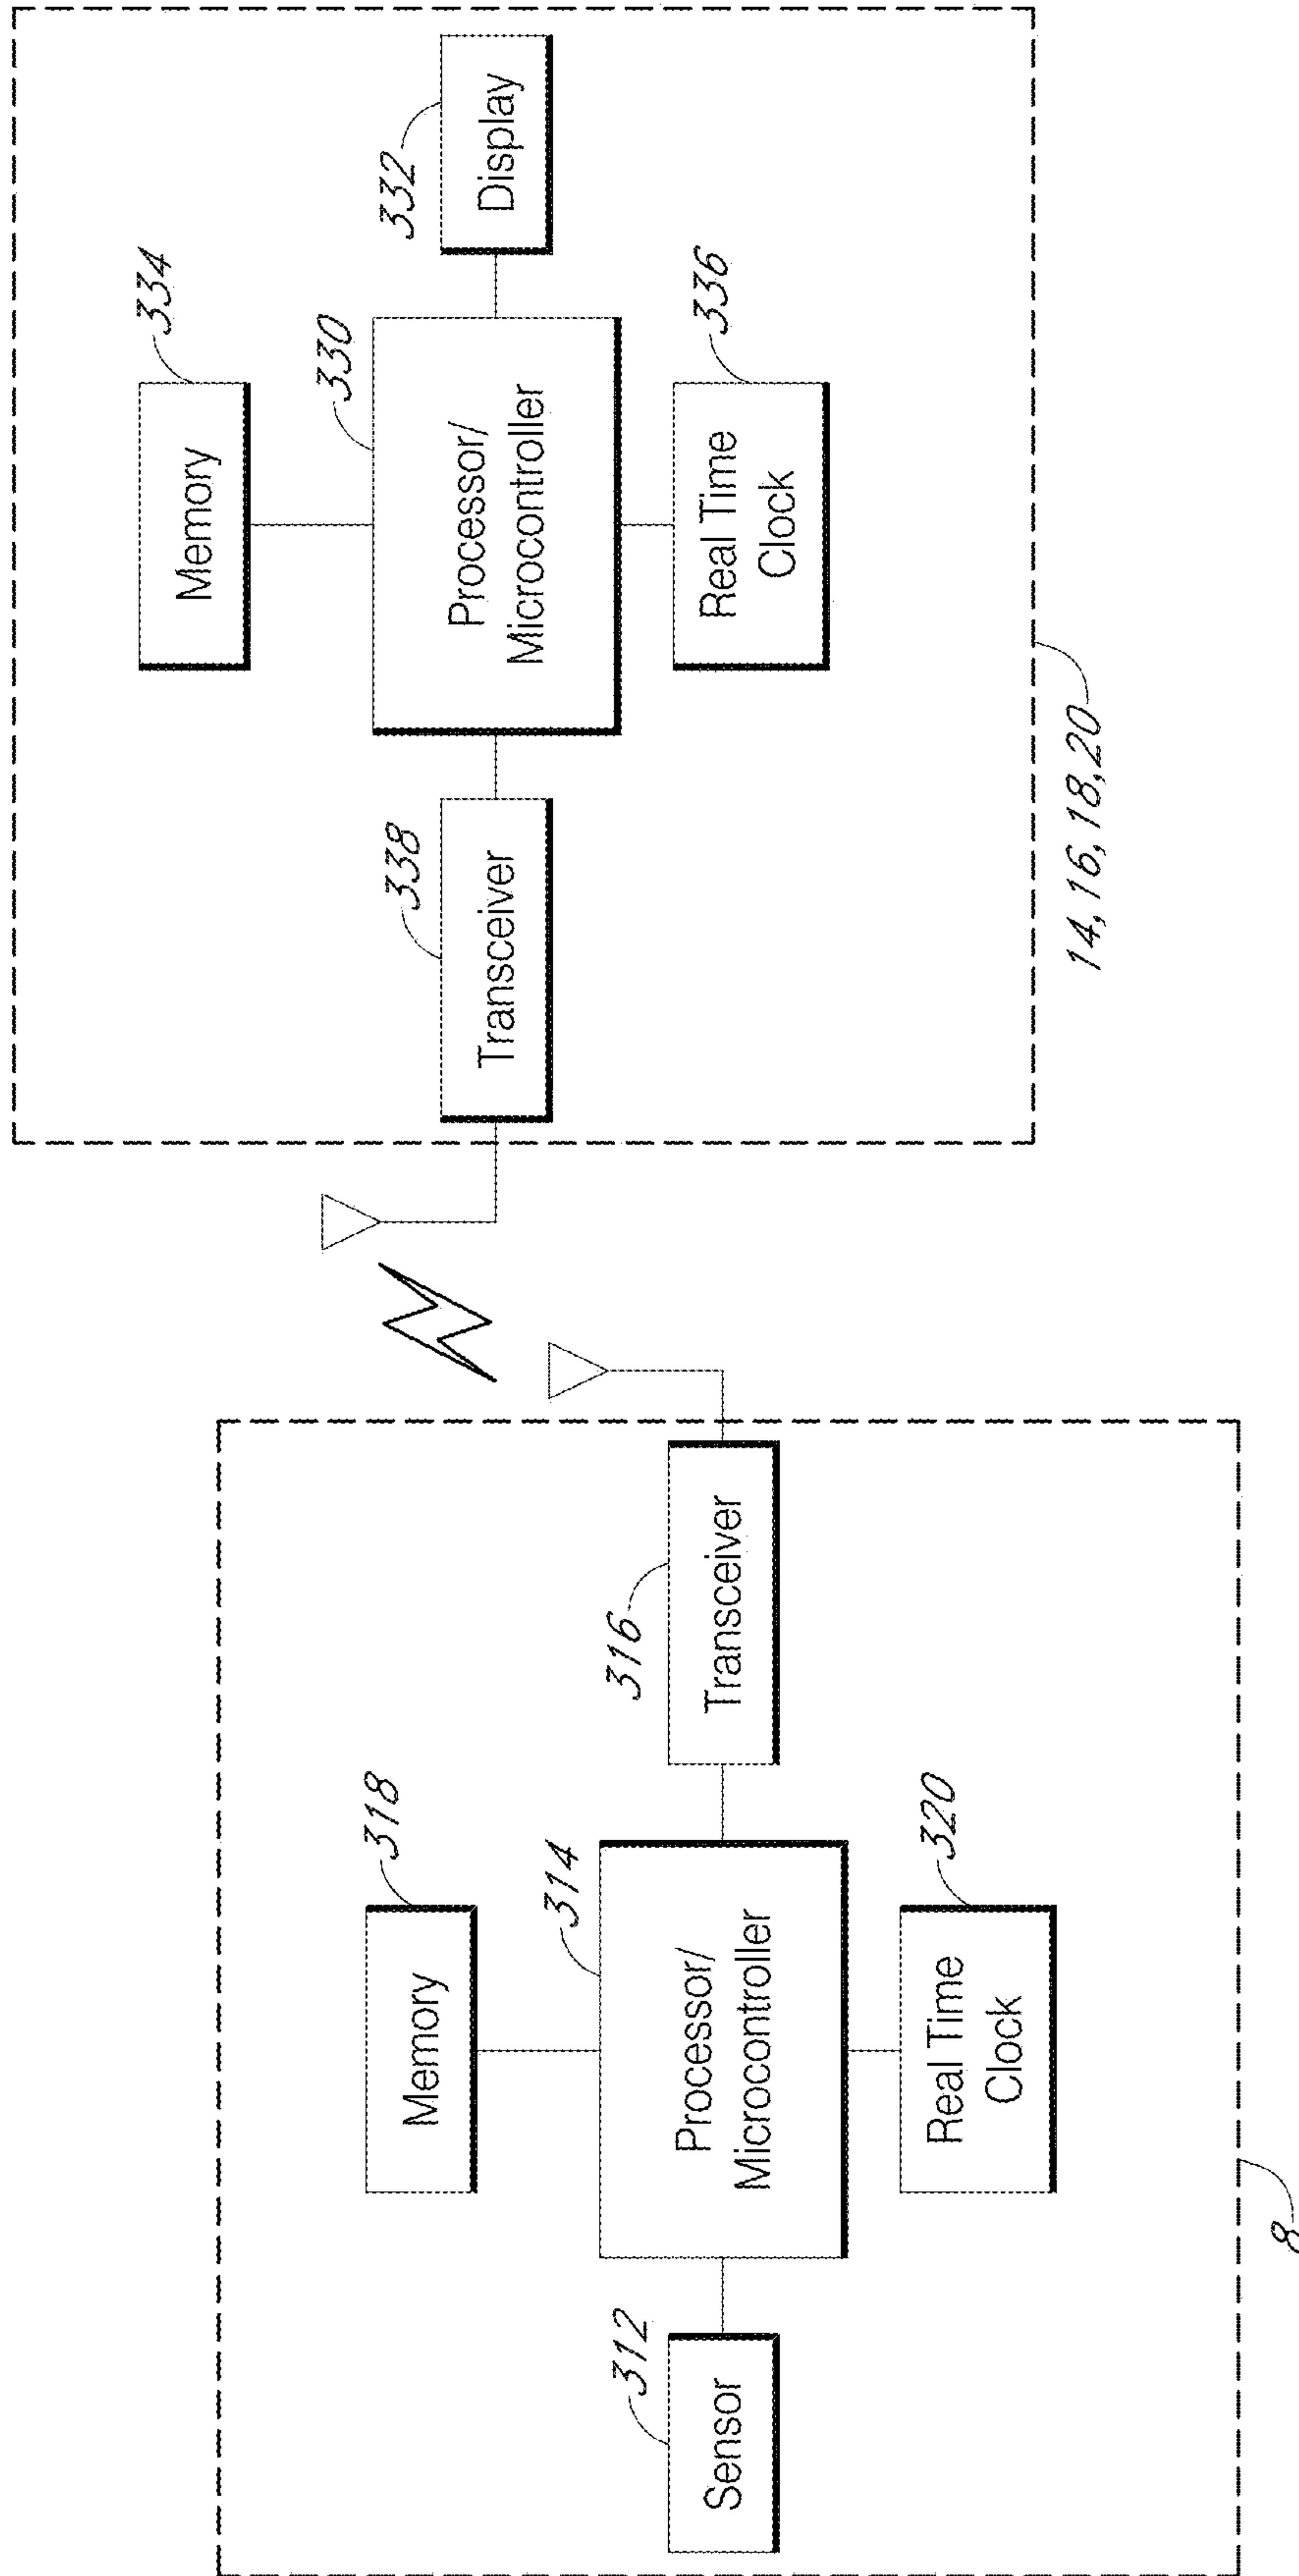 318
Memory
314
Processor/
Microcontroller
312
Sensor
316
Transceiver
320
Real Time
Clock
8
334
Memory
330
Processor/
Microcontroller
338
Transceiver
332
Display
336
Real Time
Clock
14, 16, 18, 20